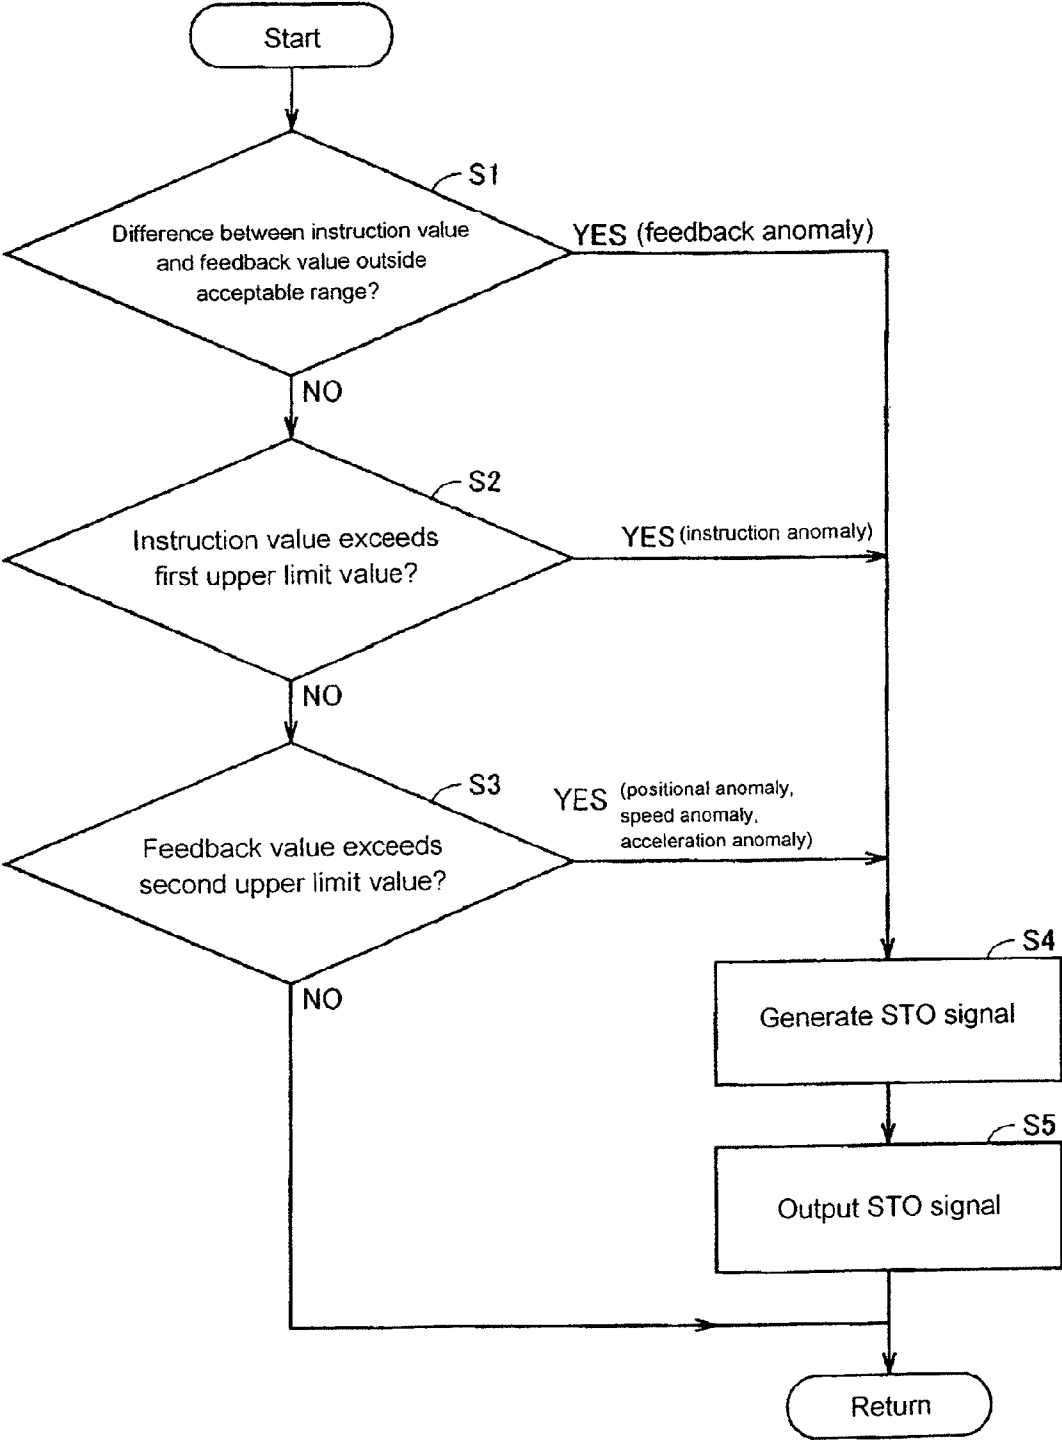 Start
S1
Difference between instruction value
and feedback value outside
acceptable range?
YES (feedback anomaly)
NO
S2
Instruction value exceeds
first upper limit value?
YES (instruction anomaly)
NO
S3
Feedback value exceeds
second upper limit value?
YES (positional anomaly,
speed anomaly,
acceleration anomaly)
NO
S4
Generate STO signal
S5
Output STO signal
Return